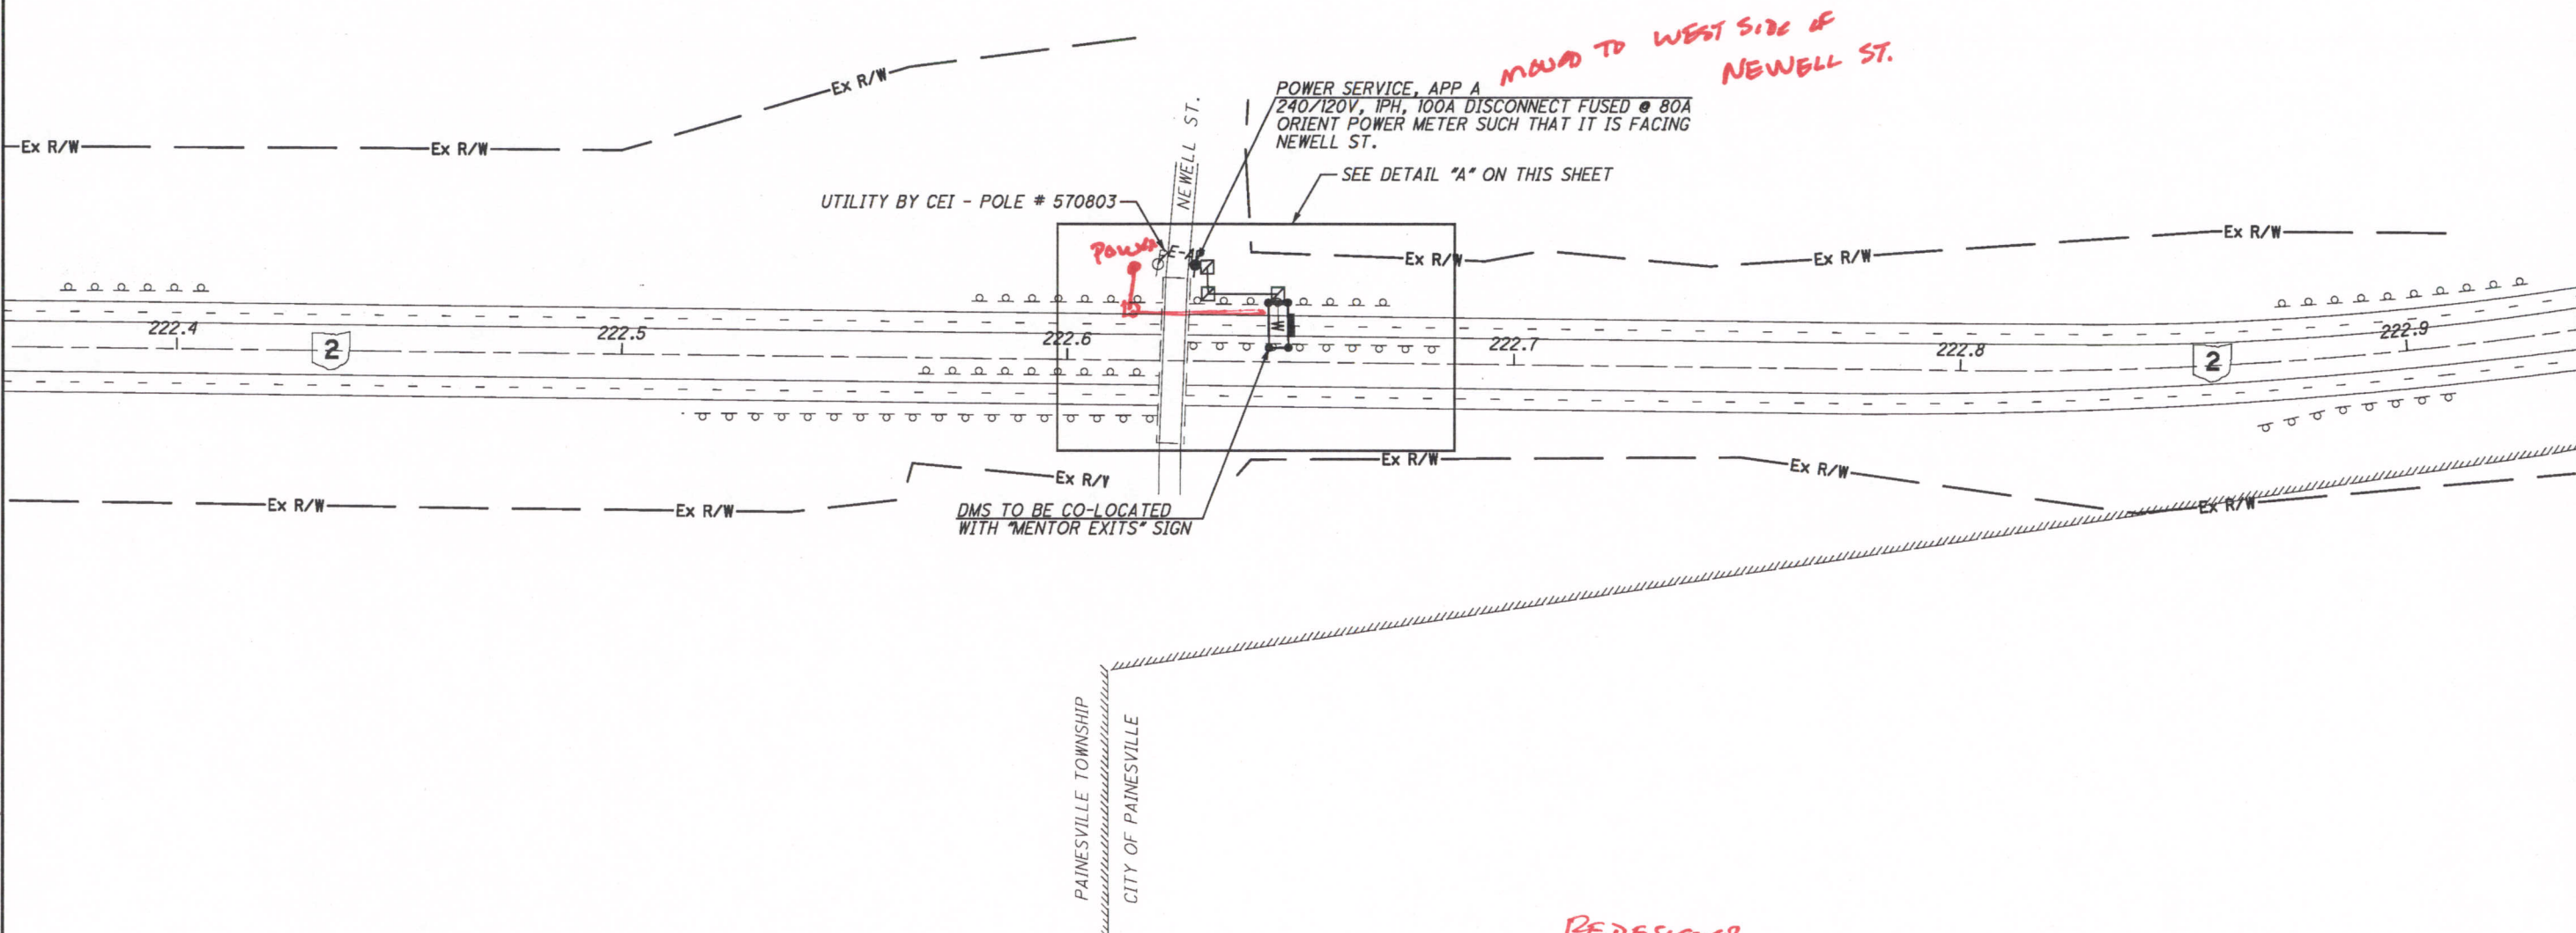 MOVED TO WEST SIDE OF
NEWELL ST.
Ex R/W
POWER SERVICE, APP A
240/120V, 1PH, 100A DISCONNECT FUSED @ 80A
ORIENT POWER METER SUCH THAT IT IS FACING
NEWELL ST.
Ex R/W
Ex R/W
NEWELL ST.
SEE DETAIL "A" ON THIS SHEET
UTILITY BY CEI - POLE # 570803
Ex R/W
POWER
Ex R/W
Ex R/W
222.4
2
222.5
222.6
W
222.7
222.8
2
222.9
Ex R/W
Ex R/W
Ex R/W
Ex R/W
Ex R/W
Ex R/W
DMS TO BE CO-LOCATED
WITH "MENTOR EXITS" SIGN
PAINESVILLE TOWNSHIP
CITY OF PAINESVILLE